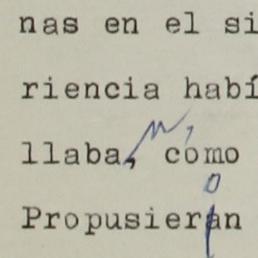 nas en el si
riencia habí
llaba, como
n,
o
Propusieran